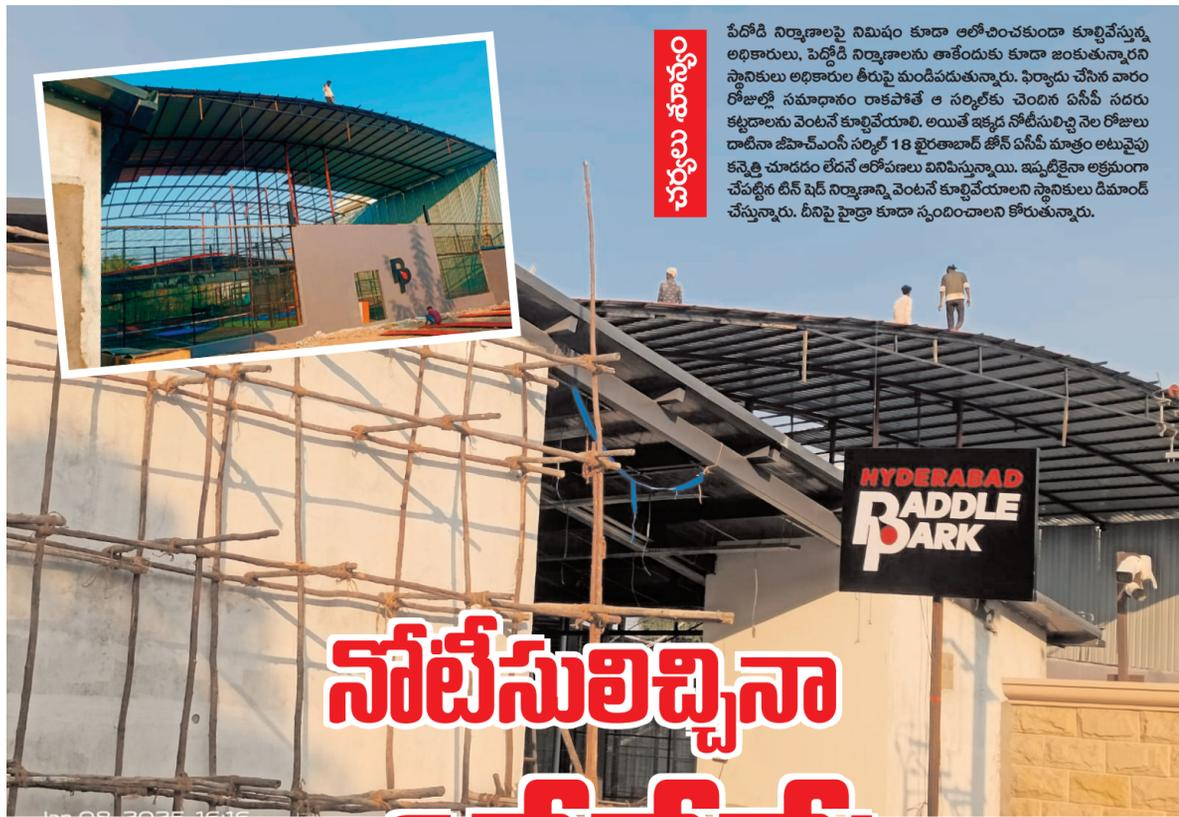 చర్యలు శూన్యం
పేదోడి నిర్మాణాలపై నిమిషం కూడా ఆలోచించకుండా కూల్చివేస్తున్న
అధికారులు, పెద్దోడి నిర్మాణాలను తాకేందుకు కూడా జంకుతున్నారని
స్థానికులు అధికారుల తీరుపై మండిపడుతున్నారు. ఫిర్యాదు చేసిన వారం
రోజుల్లో సమాధానం రాకపోతే ఆ సర్కిల్‌కు చెందిన ఏసీపీ సదరు
కట్టడాలను వెంటనే కూల్చివేయాలి. అయితే ఇక్కడ నోటీసులిచ్చి నెల రోజులు
దాటినా జీహెచ్ఎంసీ సర్కిల్ 18 ఖైరతాబాద్ జోన్ ఏసీపీ మాత్రం అటువైపు
కన్నెత్తి చూడడం లేదనే ఆరోపణలు వినిపిస్తున్నాయి. ఇప్పటికైనా అక్రమంగా
చేపట్టిన టిన్ షెడ్ నిర్మాణాన్ని వెంటనే కూల్చివేయాలని స్థానికులు డిమాండ్
చేస్తున్నారు. దీనిపై హైడ్రా కూడా స్పందించాలని కోరుతున్నారు.
HYDERABAD
PADDLE
PARK
నోటీసులిచ్చినా